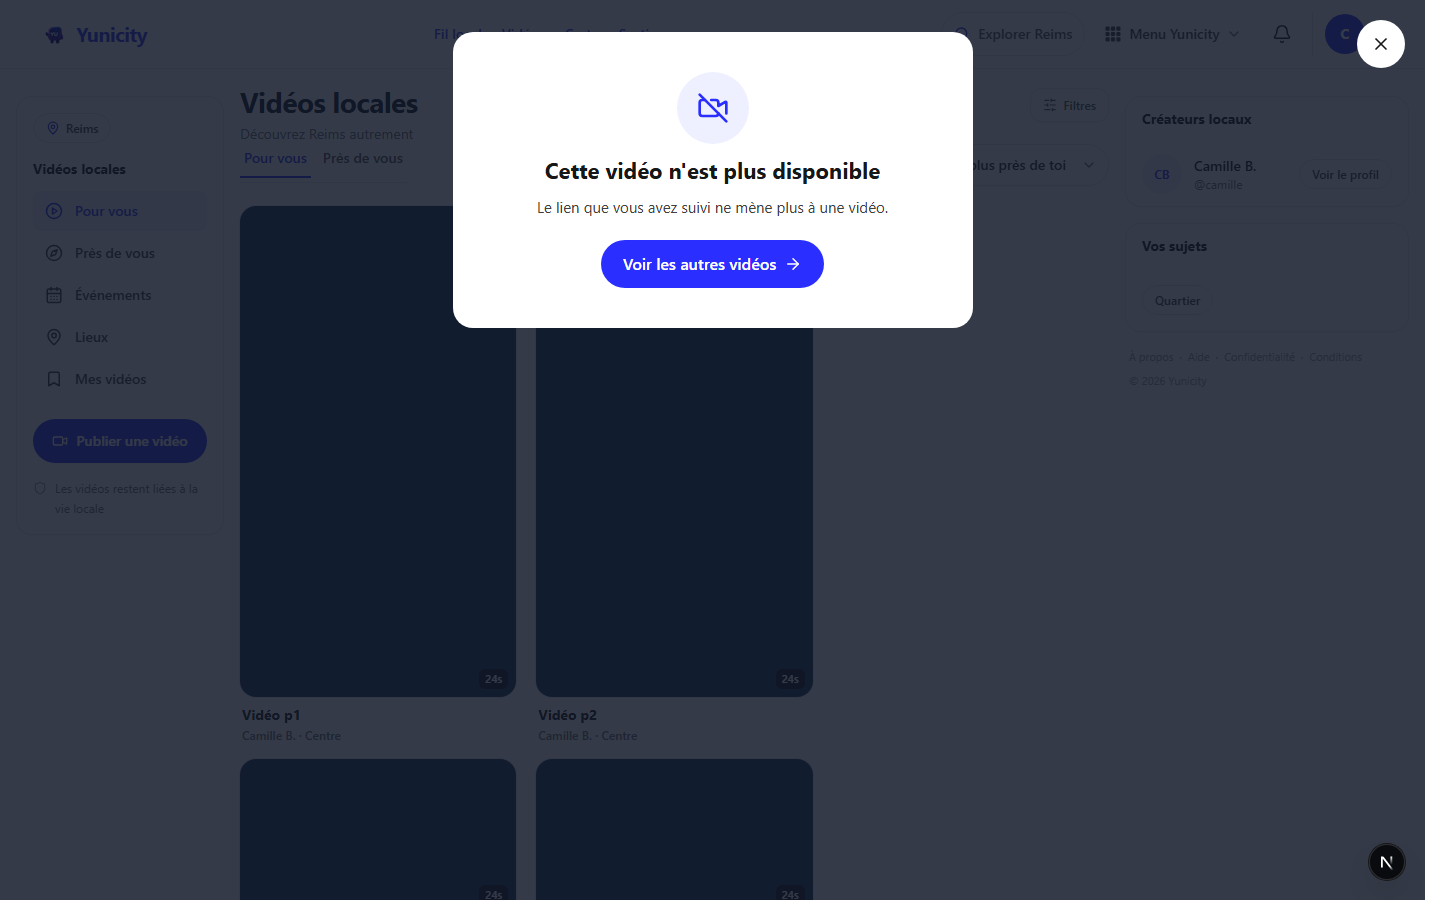 Yunicity
Explorer Reims
Menu Yunicity
C
Vidéos locales
Découvrez Reims autrement
Pour vous
Près de vous
Filtres
plus près de toi
Reims
Vidéos locales
Pour vous
Près de vous
Événements
Lieux
Mes vidéos
Publier une vidéo
Les vidéos restent liées à la
vie locale
Cette vidéo n'est plus disponible
Le lien que vous avez suivi ne mène plus à une vidéo.
Voir les autres vidéos
24s
24s
Vidéo p1
Camille B. · Centre
Vidéo p2
Camille B. · Centre
24s
24s
Créateurs locaux
CB
Camille B.
@camille
Voir le profil
Vos sujets
Quartier
À propos · Aide · Confidentialité · Conditions
© 2026 Yunicity
N